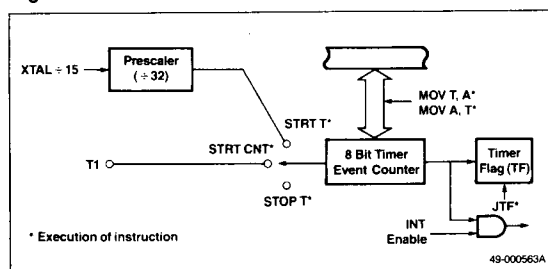 XTAL ÷ 15
Prescaler
(÷ 32)
MOV T, A*
MOV A, T*
STRT T*
STRT CNT*
T1
8 Bit Timer
Event Counter
Timer
Flag (TF)
STOP T*
JTF*
INT
Enable
* Execution of instruction
49-000563A